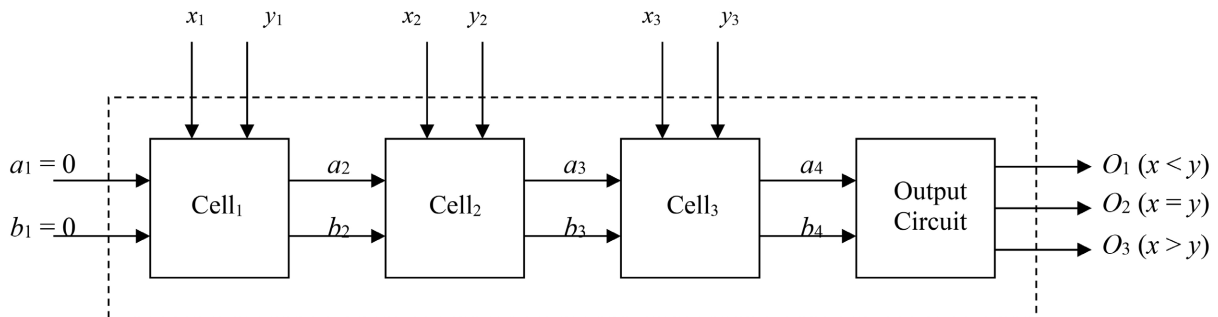 x₁ y₁ x₂ y₂ x₃ y₃
a₁ = 0 a₂ a₃ a₄
b₁ = 0 b₂ b₃ b₄
Cell₁
Cell₂
Cell₃
Output
Circuit
O₁ (x < y)
O₂ (x = y)
O₃ (x > y)